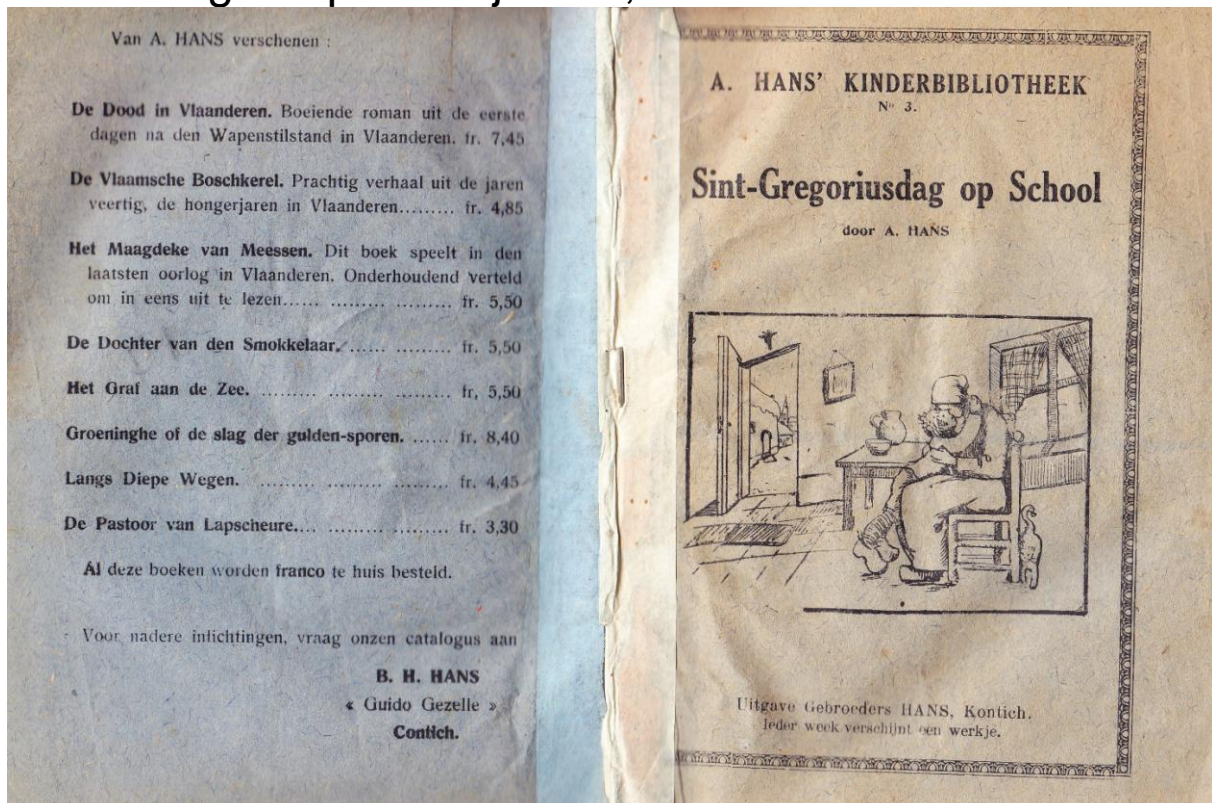 Van A. HANS verschenen :
De Dood in Vlaanderen. Boeiende roman uit de eerste
dagen na den Wapenstilstand in Vlaanderen. fr. 7,45
De Vlaamsche Boschkerel. Prachtig verhaal uit de jaren
veertig, de hongerjaren in Vlaanderen......... fr. 4,85
Het Maagdeke van Meessen. Dit boek speelt in den
laatsten oorlog in Vlaanderen. Onderhoudend verteld
om in eens uit te lezen...... ......... ......... fr. 5,50
De Dochter van den Smokkelaar. ...... ......... fr. 5,50
Het Graf aan de Zee. ......... ......... ......... fr, 5,50
Groeninghe of de slag der gulden-sporen. ...... fr. 8,40
Langs Diepe Wegen. ......... ......... ......... fr. 4,45
De Pastoor van Lapscheure.... ......... ......... fr. 3,30
Al deze boeken worden franco te huis besteld.
Voor nadere inlichtingen, vraag onzen catalogus aan
B. H. HANS
« Guido Gezelle »
Contich.
A. HANS' KINDERBIBLIOTHEEK
Nº 3.
Sint-Gregoriusdag op School
door A. HANS
Uitgave Gebroeders HANS, Kontich.
Ieder week verschijnt een werkje.